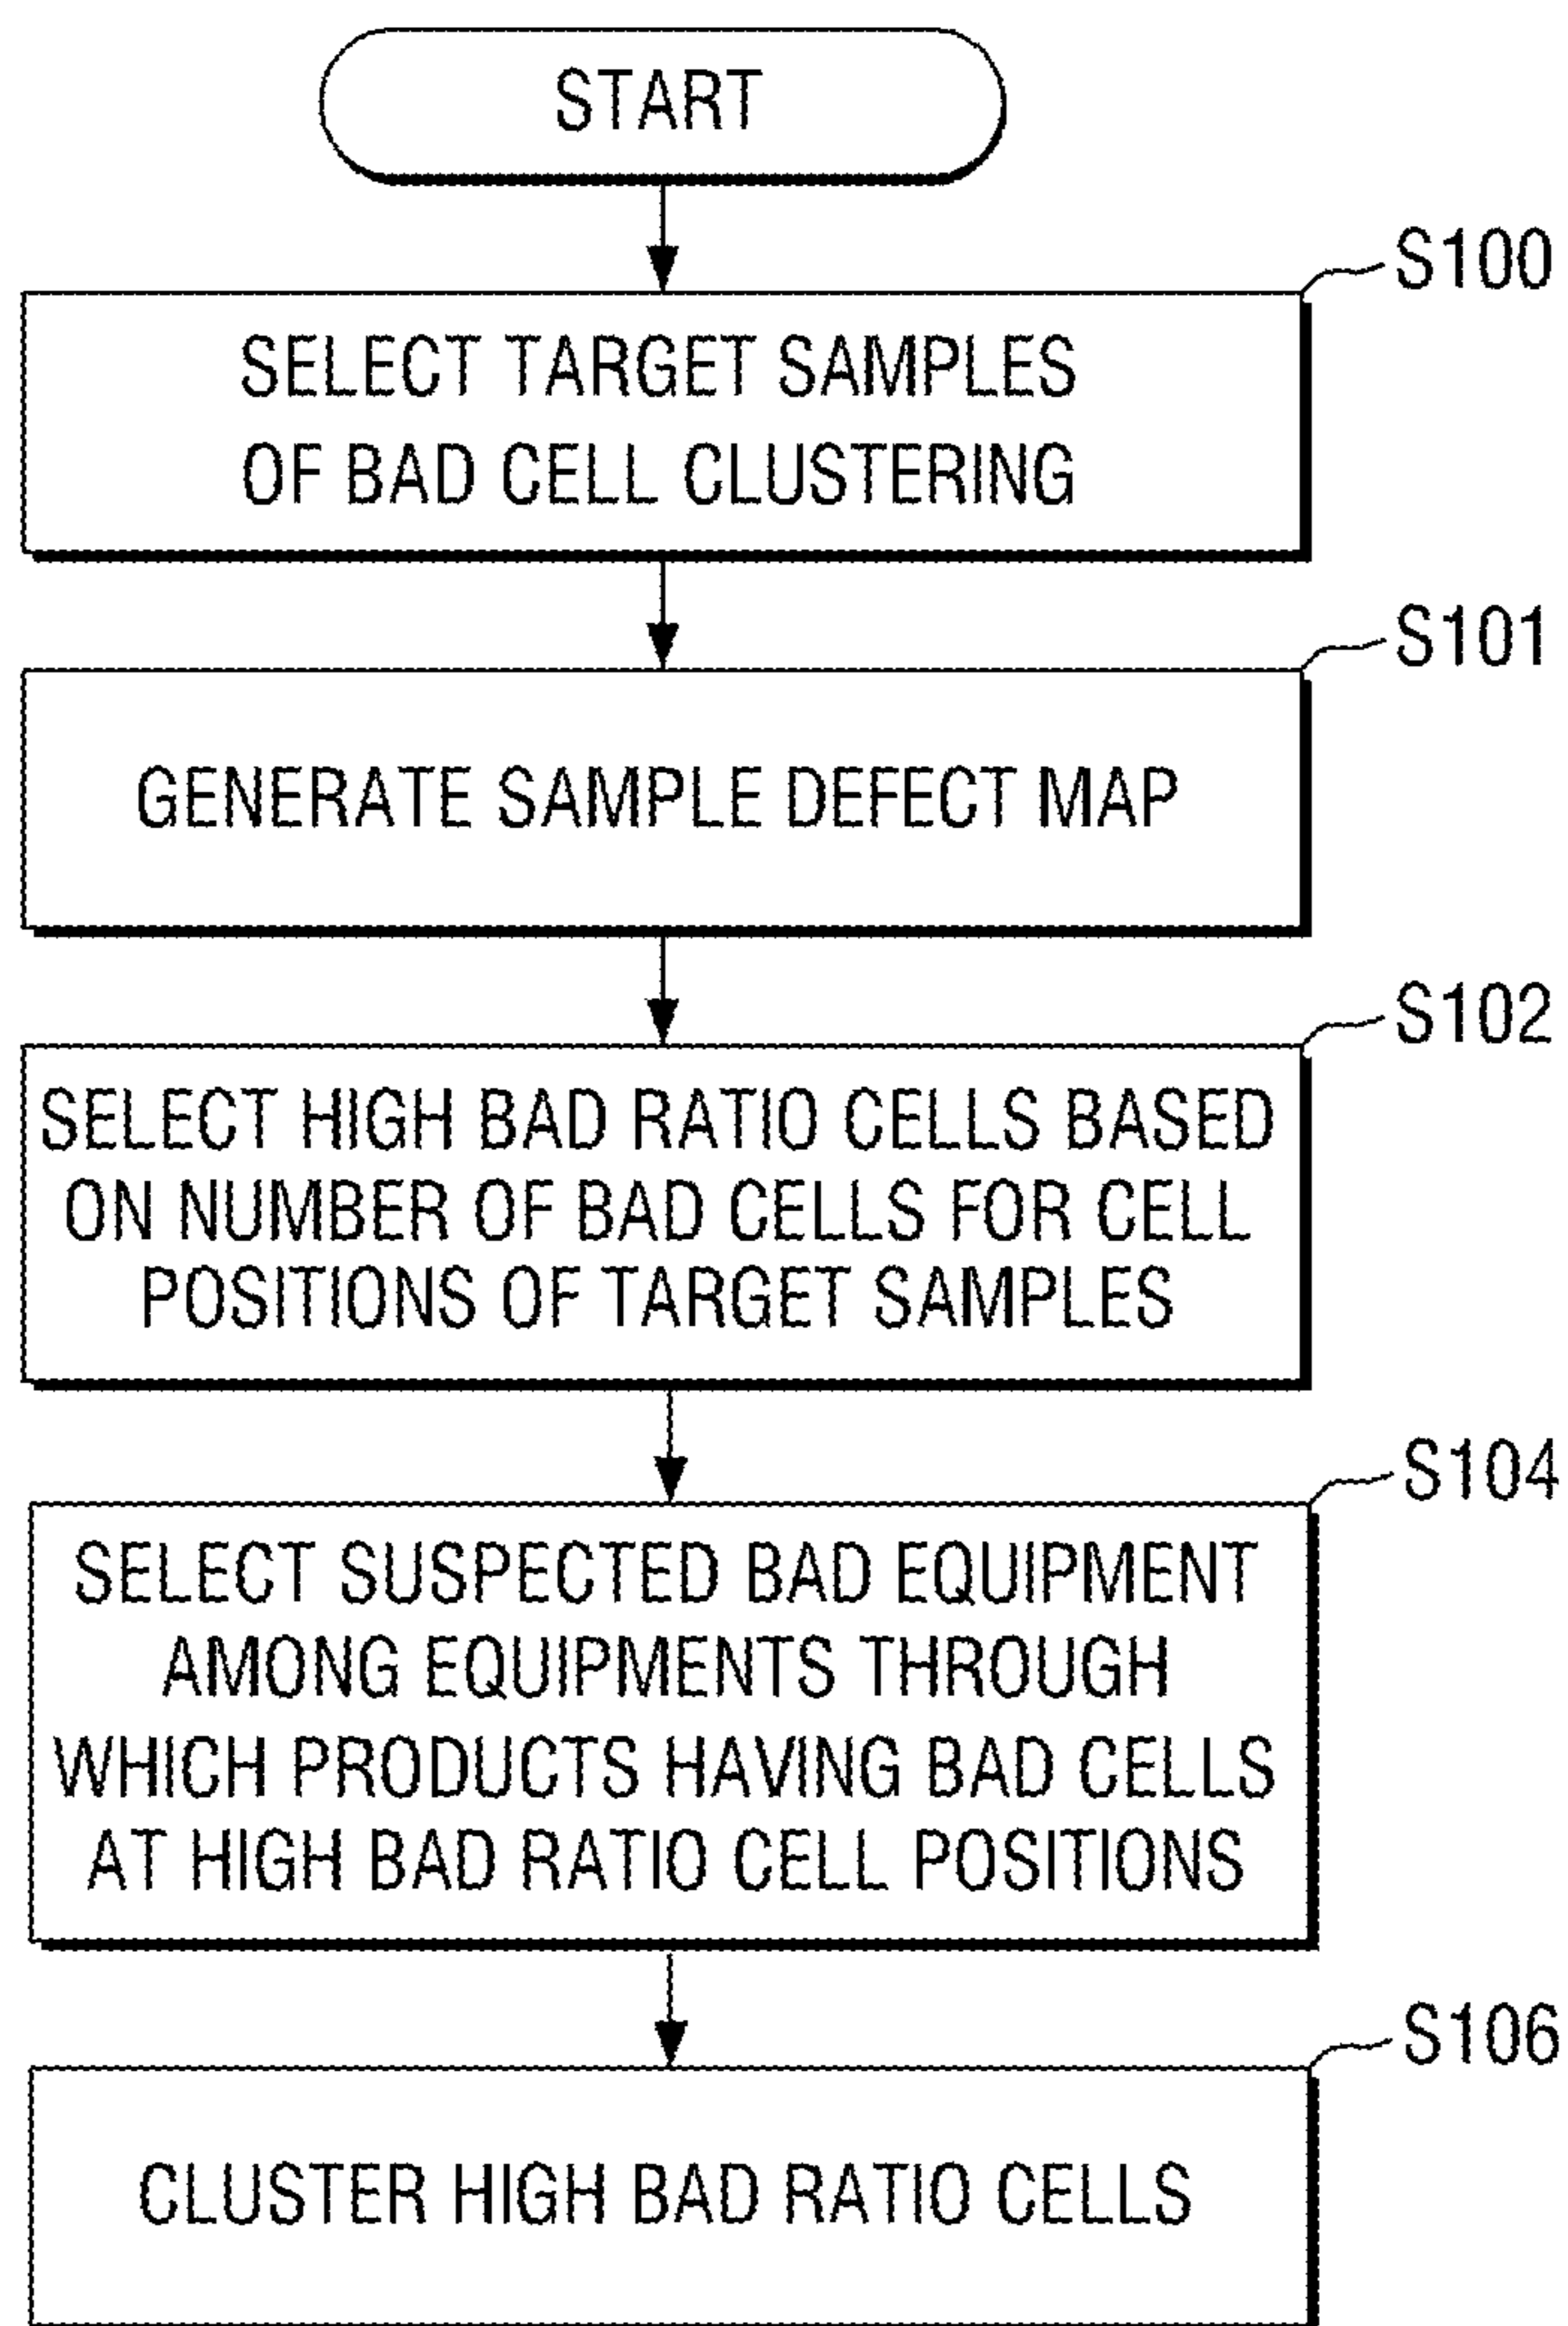 START
S100
SELECT TARGET SAMPLES
OF BAD CELL CLUSTERING
S101
GENERATE SAMPLE DEFECT MAP
S102
SELECT HIGH BAD RATIO CELLS BASED
ON NUMBER OF BAD CELLS FOR CELL
POSITIONS OF TARGET SAMPLES
S104
SELECT SUSPECTED BAD EQUIPMENT
AMONG EQUIPMENTS THROUGH
WHICH PRODUCTS HAVING BAD CELLS
AT HIGH BAD RATIO CELL POSITIONS
S106
CLUSTER HIGH BAD RATIO CELLS